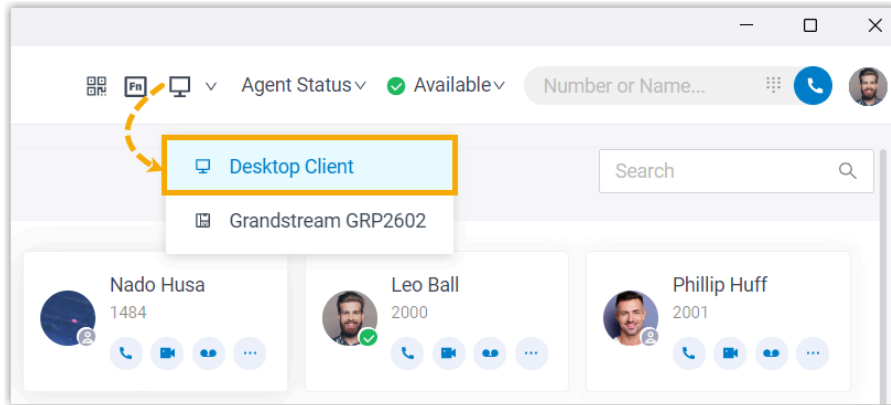 Fn
Agent Status
Available
Number or Name...
Desktop Client
Search
Grandstream GRP2602
Nado Husa
1484
Leo Ball
2000
Phillip Huff
2001